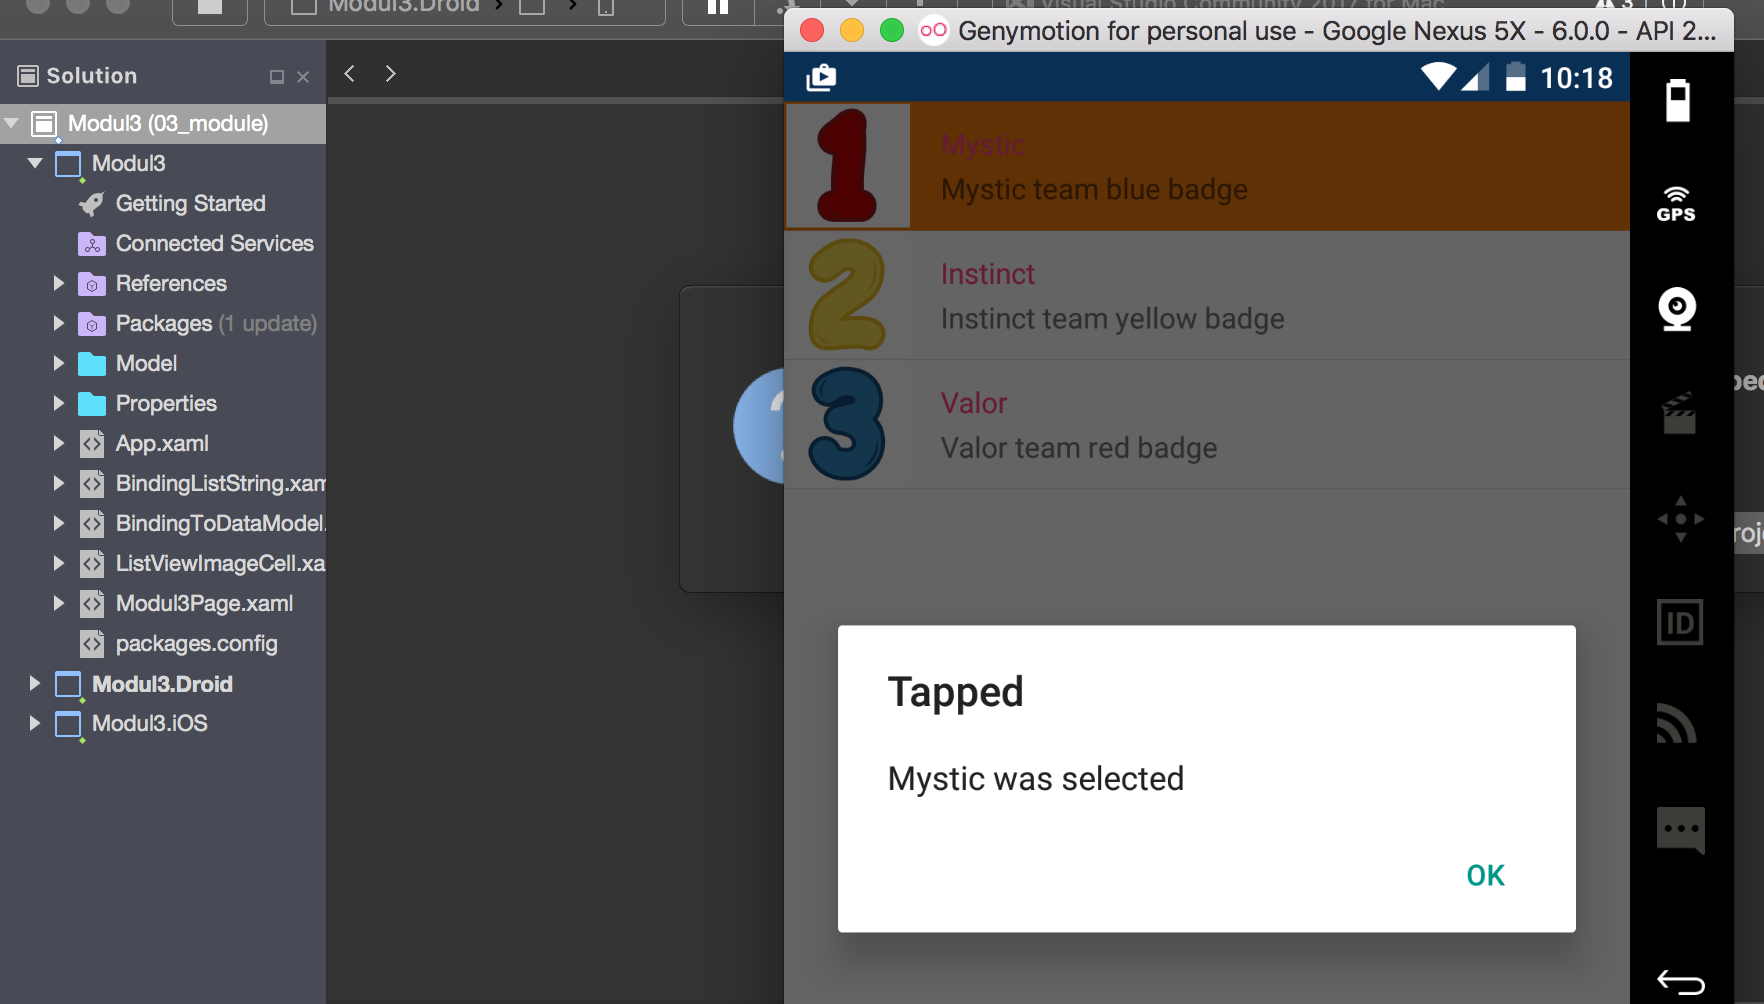 Modul3.Droid
Visual Studio Community 2017 for Mac
3
Solution
Modul3 (03_module)
Modul3
Getting Started
Connected Services
References
Packages (1 update)
Model
Properties
App.xaml
BindingListString.xam
BindingToDataModel.
ListViewImageCell.xa
Modul3Page.xaml
packages.config
Modul3.Droid
Modul3.iOS
Genymotion for personal use - Google Nexus 5X - 6.0.0 - API 2...
10:18
1
Mystic
Mystic team blue badge
2
Instinct
Instinct team yellow badge
3
Valor
Valor team red badge
Tapped
Mystic was selected
OK
GPS
ID